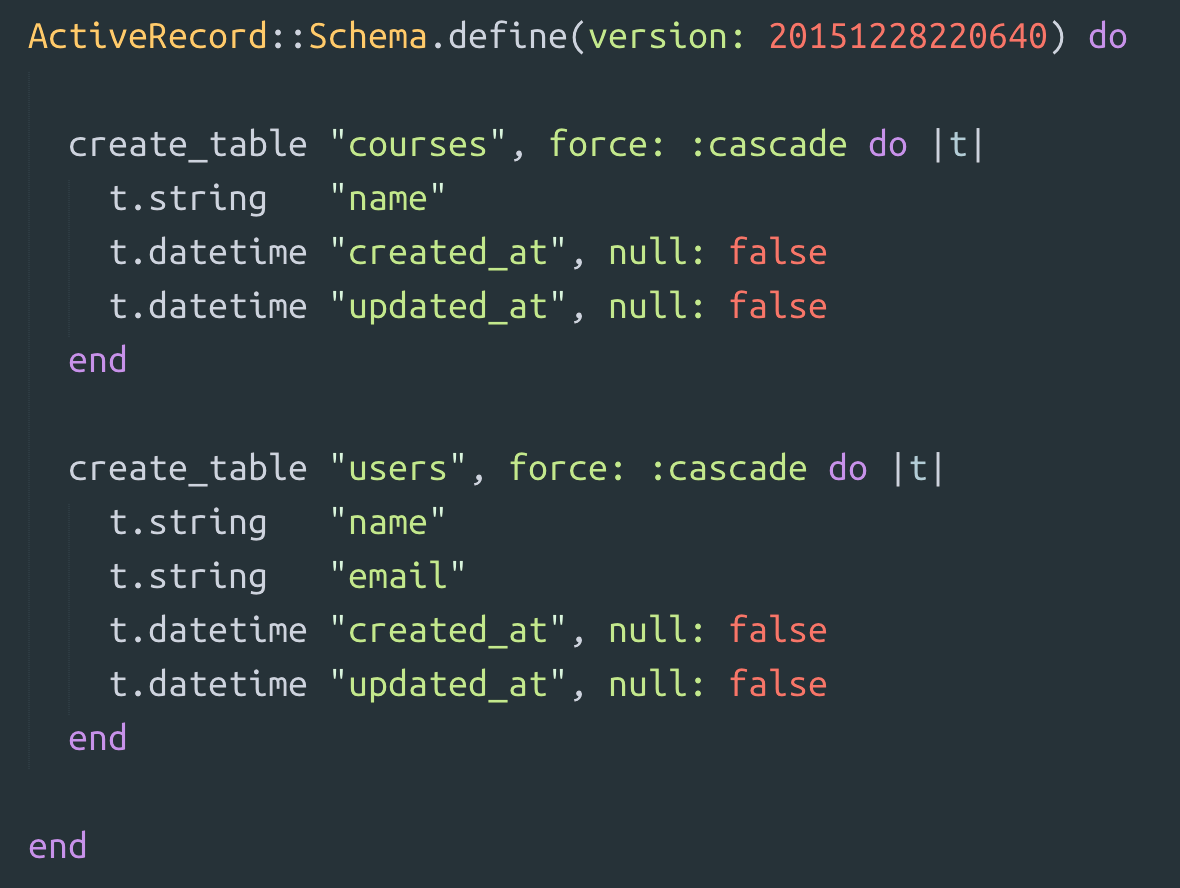 ActiveRecord::Schema.define(version: 20151228220640) do
create_table "courses", force: :cascade do |t|
t.string   "name"
t.datetime "created_at", null: false
t.datetime "updated_at", null: false
end
create_table "users", force: :cascade do |t|
t.string   "name"
t.string   "email"
t.datetime "created_at", null: false
t.datetime "updated_at", null: false
end
end